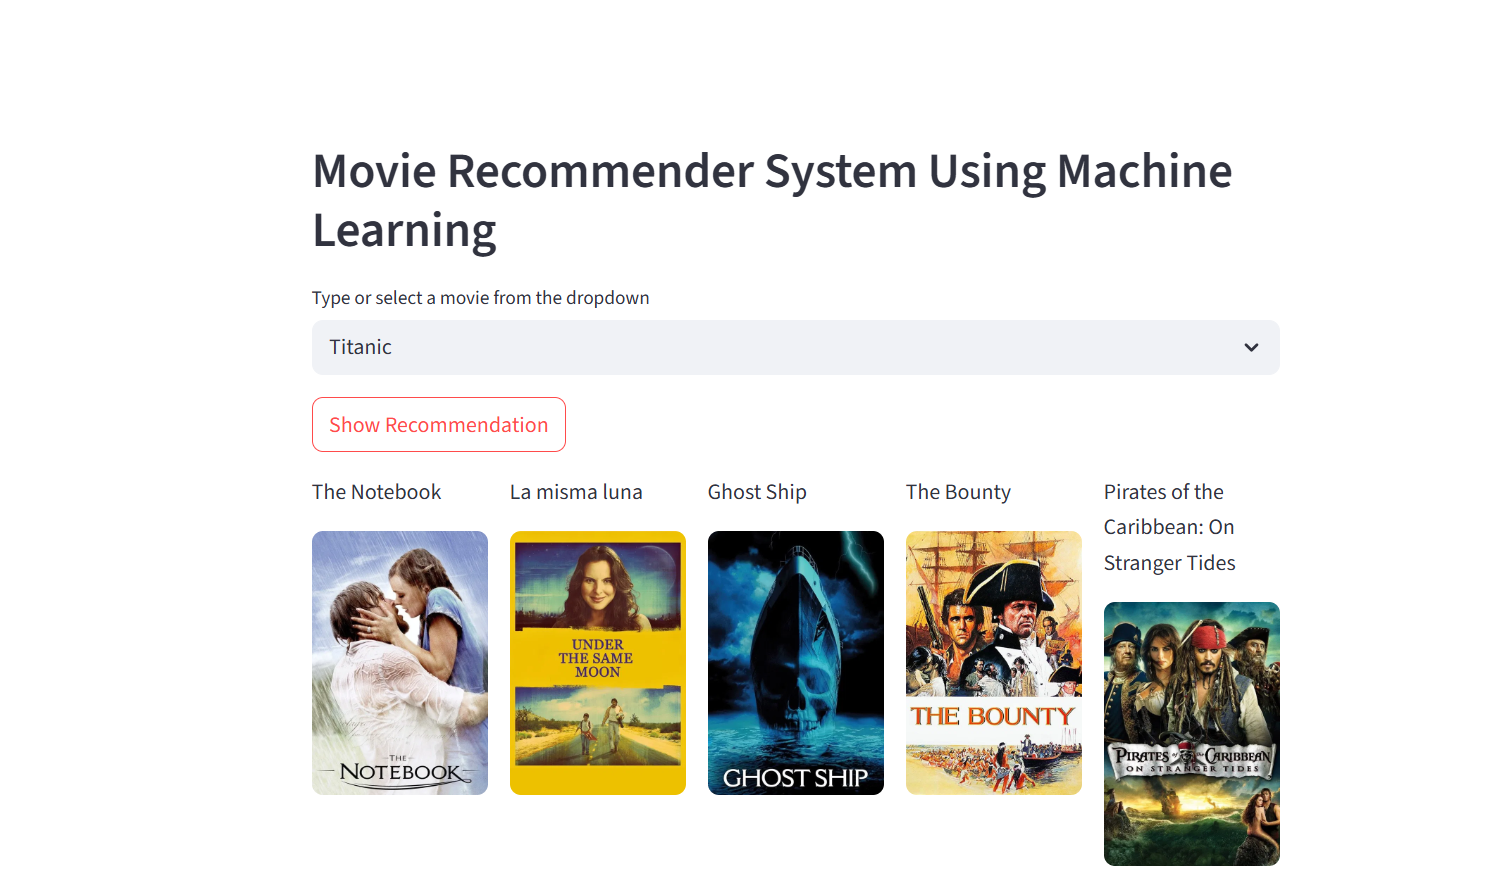 Movie Recommender System Using Machine
Learning
Type or select a movie from the dropdown
Titanic
Show Recommendation
The Notebook
La misma luna
Ghost Ship
The Bounty
Pirates of the
Caribbean: On
Stranger Tides
THE
NOTEBOOK
UNDER
THE SAME
MOON
GHOST SHIP
THE BOUNTY
PIRATES of the CARIBBEAN
ON STRANGER TIDES